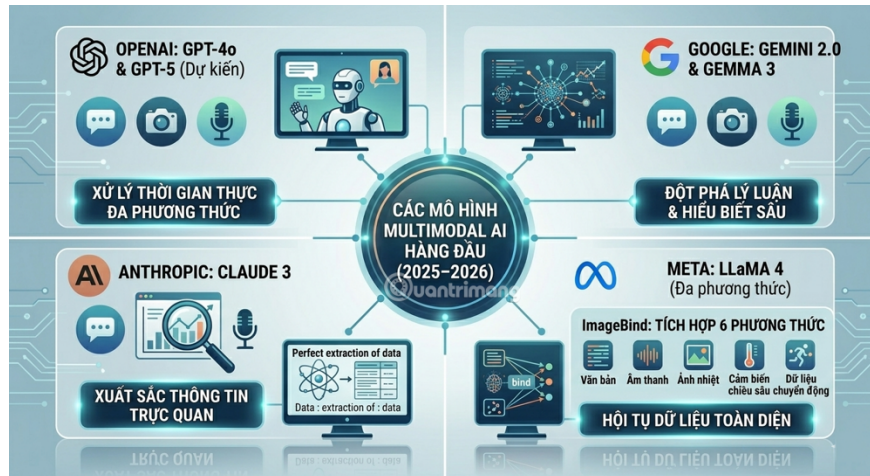 OPENAI: GPT-4o
& GPT-5 (Dự kiến)
XỬ LÝ THỜI GIAN THỰC
ĐA PHƯƠNG THỨC
GOOGLE: GEMINI 2.0
& GEMMA 3
ĐỘT PHÁ LÝ LUẬN
& HIỂU BIẾT SÂU
CÁC MÔ HÌNH
MULTIMODAL AI
HÀNG ĐẦU
(2025–2026)
Quantrimang
ANTHROPIC: CLAUDE 3
Perfect extraction of data
Data : extraction of : data
XUẤT SẮC THÔNG TIN
TRỰC QUAN
META: LLaMA 4
(Đa phương thức)
ImageBind: TÍCH HỢP 6 PHƯƠNG THỨC
bind
Văn bản
Âm thanh
Ảnh nhiệt
Cảm biến
chiều sâu
Dữ liệu
chuyển động
HỘI TỤ DỮ LIỆU TOÀN DIỆN